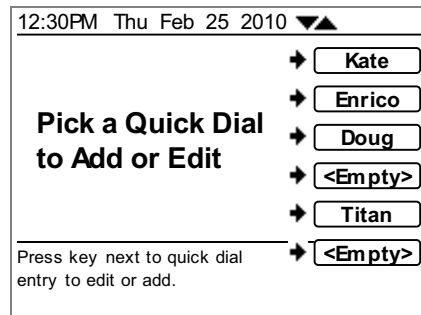 12:30PM Thu Feb 25 2010
Kate
Enrico
Pick a Quick Dial
to Add or Edit
Doug
<Empty>
Titan
<Empty>
Press key next to quick dial
entry to edit or add.